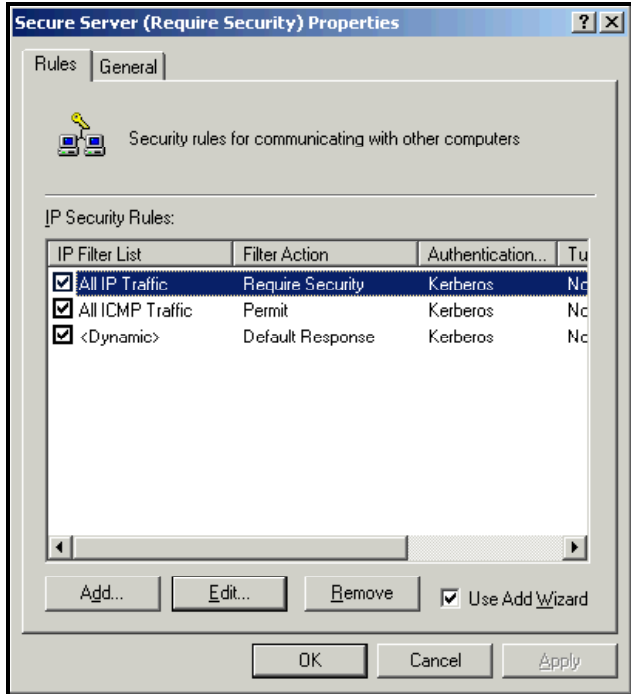 Secure Server (Require Security) Properties ? ×
Rules General
Security rules for communicating with other computers
IP Security Rules:
IP Filter List Filter Action Authentication... Tu
All IP Traffic Require Security Kerberos No
All ICMP Traffic Permit Kerberos No
<Dynamic> Default Response Kerberos No
Add... Edit... Remove Use Add Wizard
OK Cancel Apply